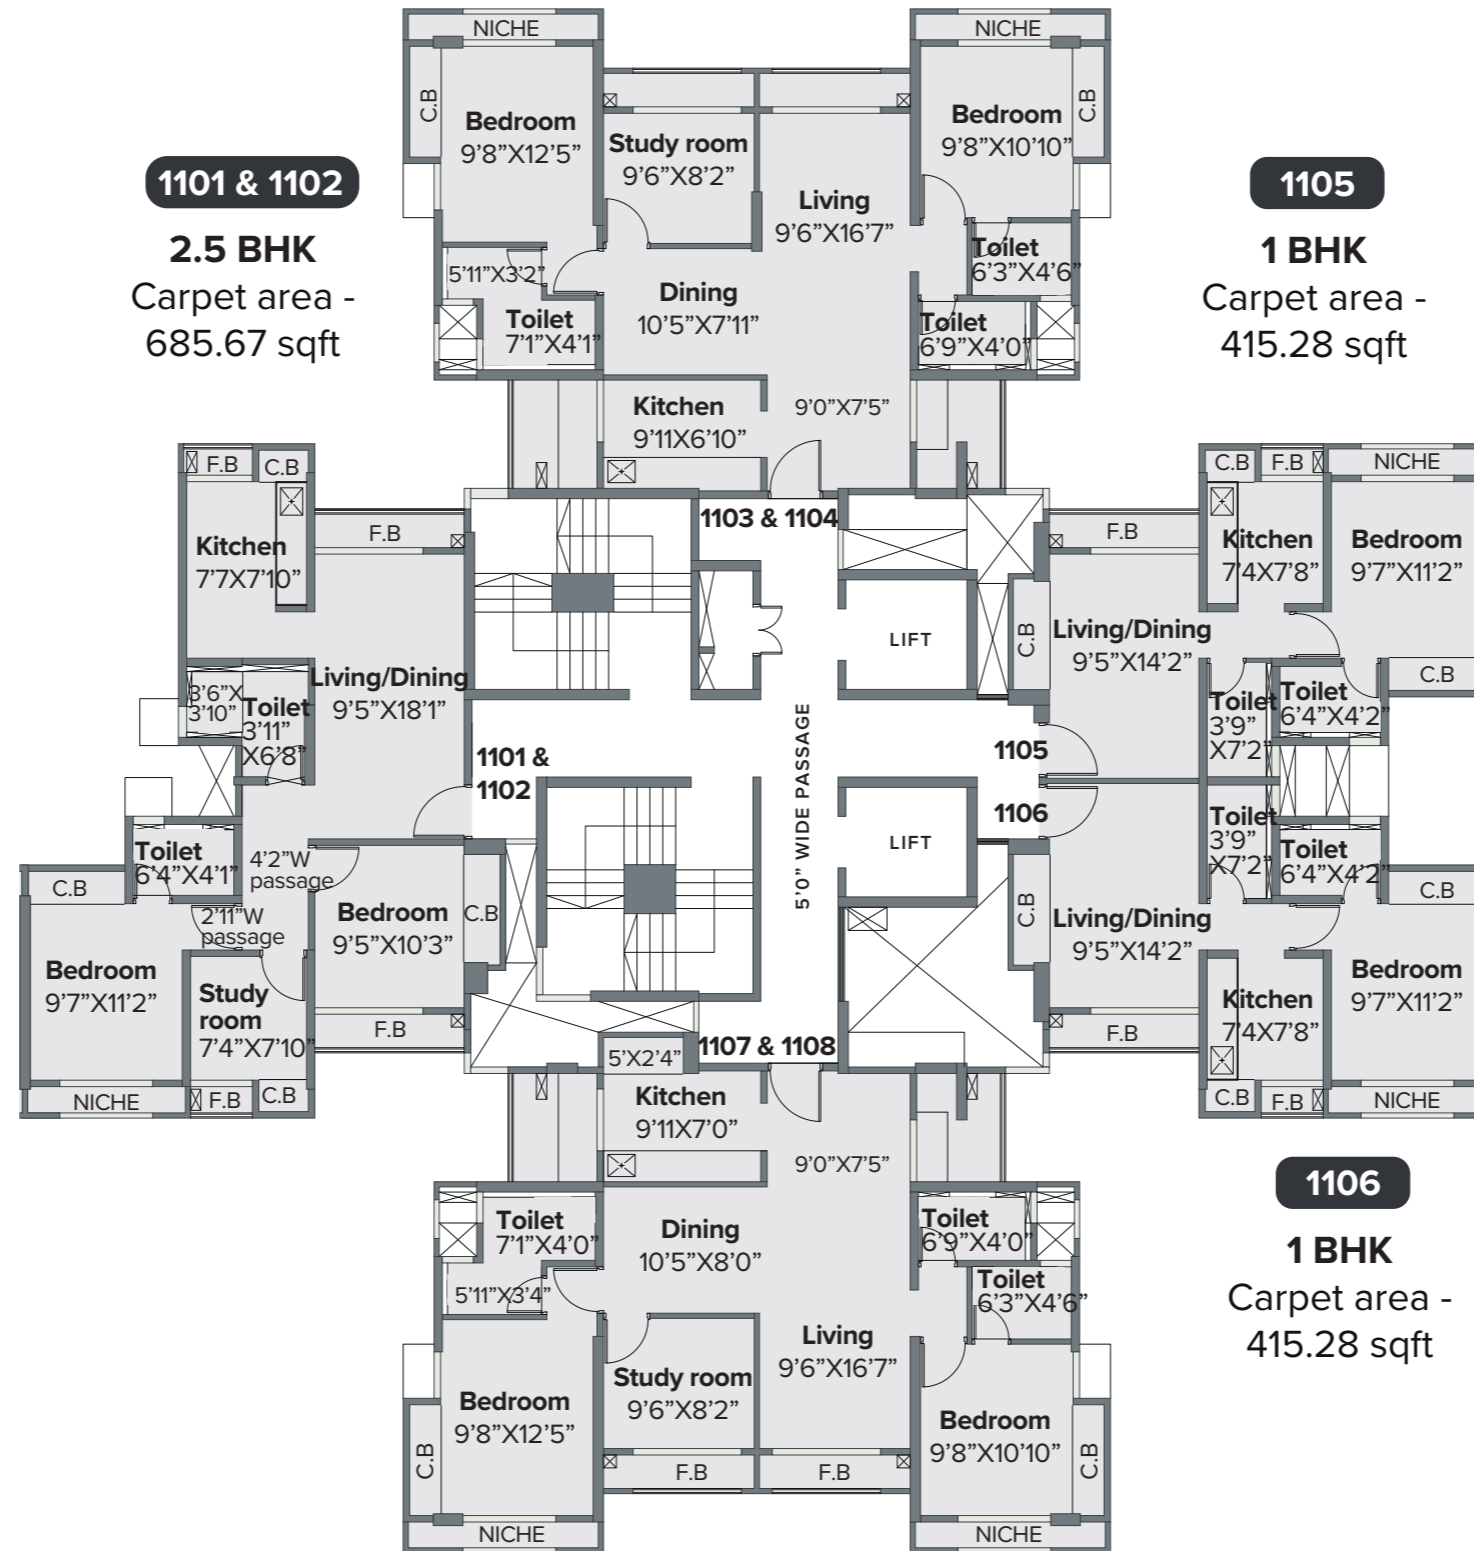 NICHE
NICHE
C.B
Bedroom
9'8”X12'5”
Study room
9'6”X8'2”
Living
9'6”X16'7”
Bedroom
9'8”X10'10”
C.B
1101 & 1102
2.5 BHK
Carpet area -
685.67 sqft
1105
1 BHK
Carpet area -
415.28 sqft
5'11”X3'2”
Toilet
7'1”X4'1”
Dining
10'5”X7'11”
Toilet
6'3”X4'6”
Toilet
6'9”X4'0”
Kitchen
9'11X6'10”
9'0”X7'5”
F.B
C.B
Kitchen
7'7X7'10”
F.B
1103 & 1104
F.B
C.B
F.B
NICHE
Kitchen
7'4X7'8”
Bedroom
9'7”X11'2”
LIFT
C.B
Living/Dining
9'5”X14'2”
C.B
3'6”X
3'10”
Toilet
3'11”
X6'8”
Living/Dining
9'5”X18'1”
Toilet
3'9”
X7'2”
Toilet
6'4”X4'2”
1101 &
1102
5'0” WIDE PASSAGE
1105
1106
LIFT
Toilet
3'9”
X7'2”
Toilet
6'4”X4'2”
Toilet
6'4”X4'1”
4'2”W
passage
C.B
2'11”W
passage
Bedroom
9'5”X10'3”
C.B
C.B
Living/Dining
9'5”X14'2”
C.B
Bedroom
9'7”X11'2”
Study
room
7'4”X7'10”
F.B
Kitchen
7'4X7'8”
Bedroom
9'7”X11'2”
F.B
NICHE
F.B
C.B
5'X2'4”
1107 & 1108
C.B
F.B
NICHE
Kitchen
9'11X7'0”
9'0”X7'5”
1106
1 BHK
Carpet area -
415.28 sqft
Toilet
7'1”X4'0”
5'11”X3'4”
Dining
10'5”X8'0”
Toilet
6'9”X4'0”
Toilet
6'3”X4'6”
Living
9'6”X16'7”
Study room
9'6”X8'2”
Bedroom
9'8”X12'5”
Bedroom
9'8”X10'10”
C.B
F.B
F.B
C.B
NICHE
NICHE